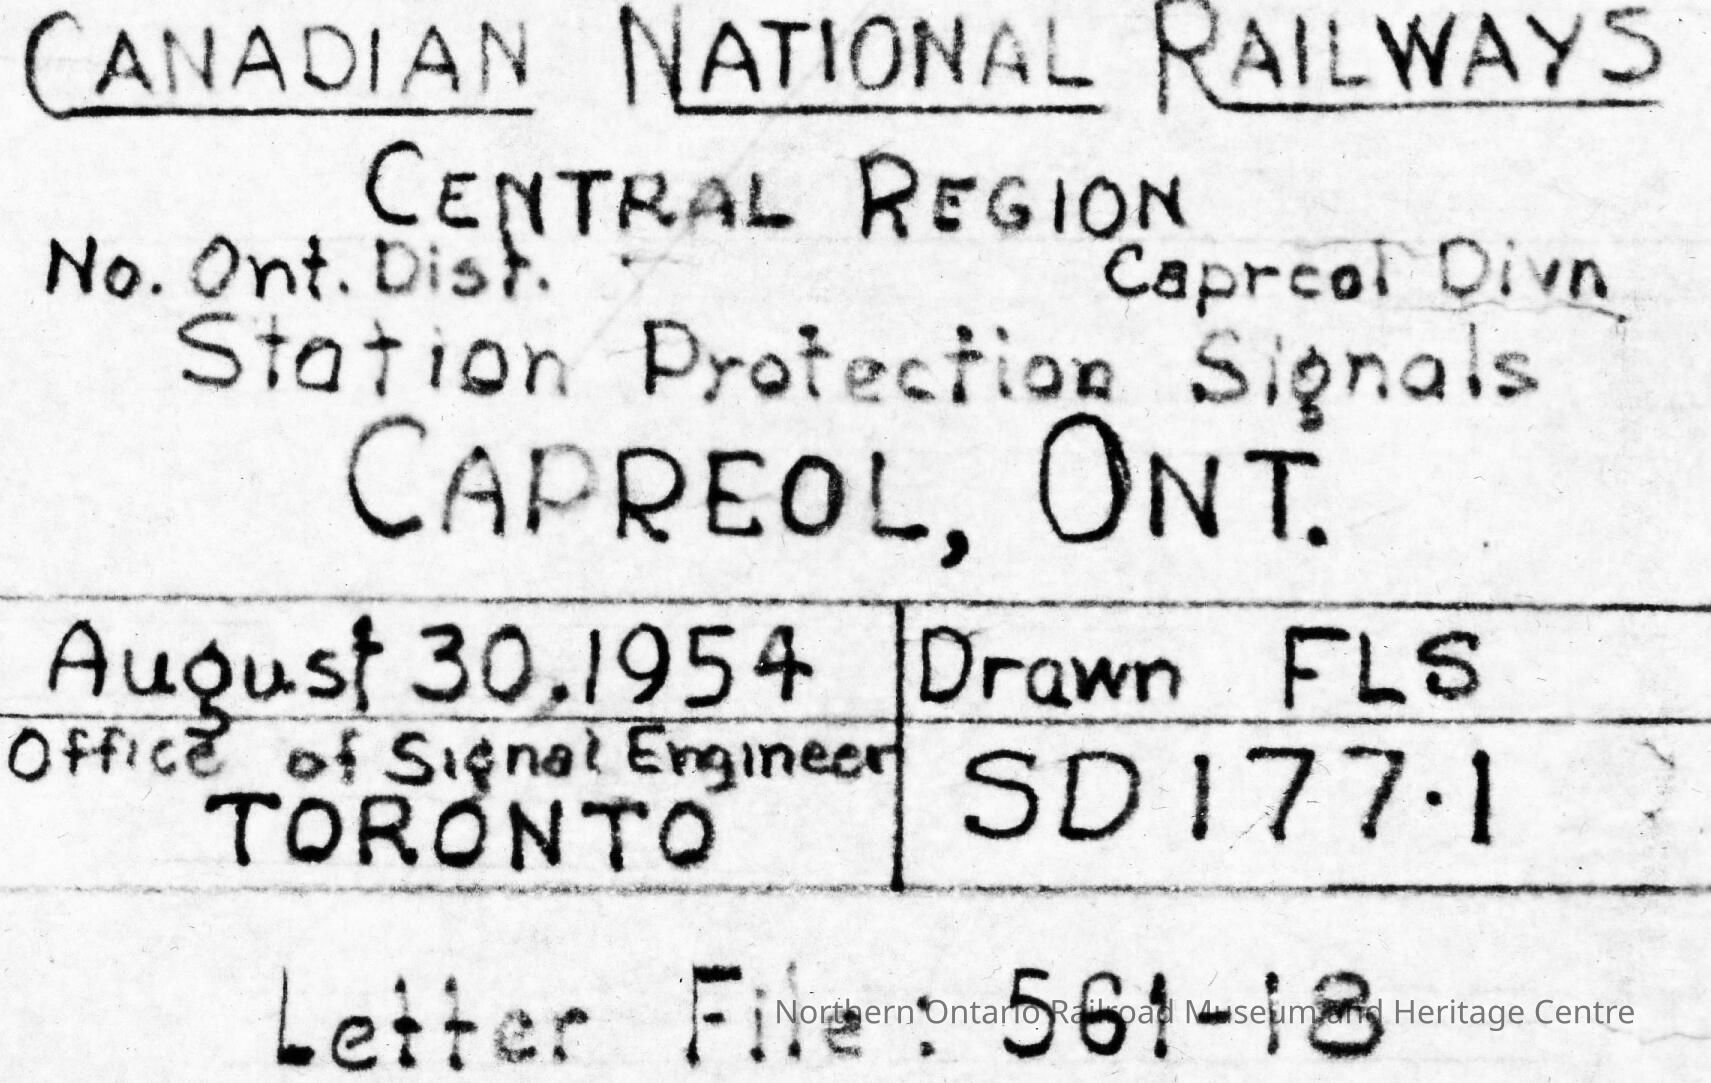 CANADIAN NATIONAL RAILWAYS
CENTRAL REGION
No. Ont. Dist. Capreol Divn
Station Protection Signals
CAPREOL, ONT.
August 30, 1954 Drawn FLS
Office of Signal Engineer
TORONTO
SD177·1
Letter File: 561-18
Northern Ontario Railroad Museum and Heritage Centre